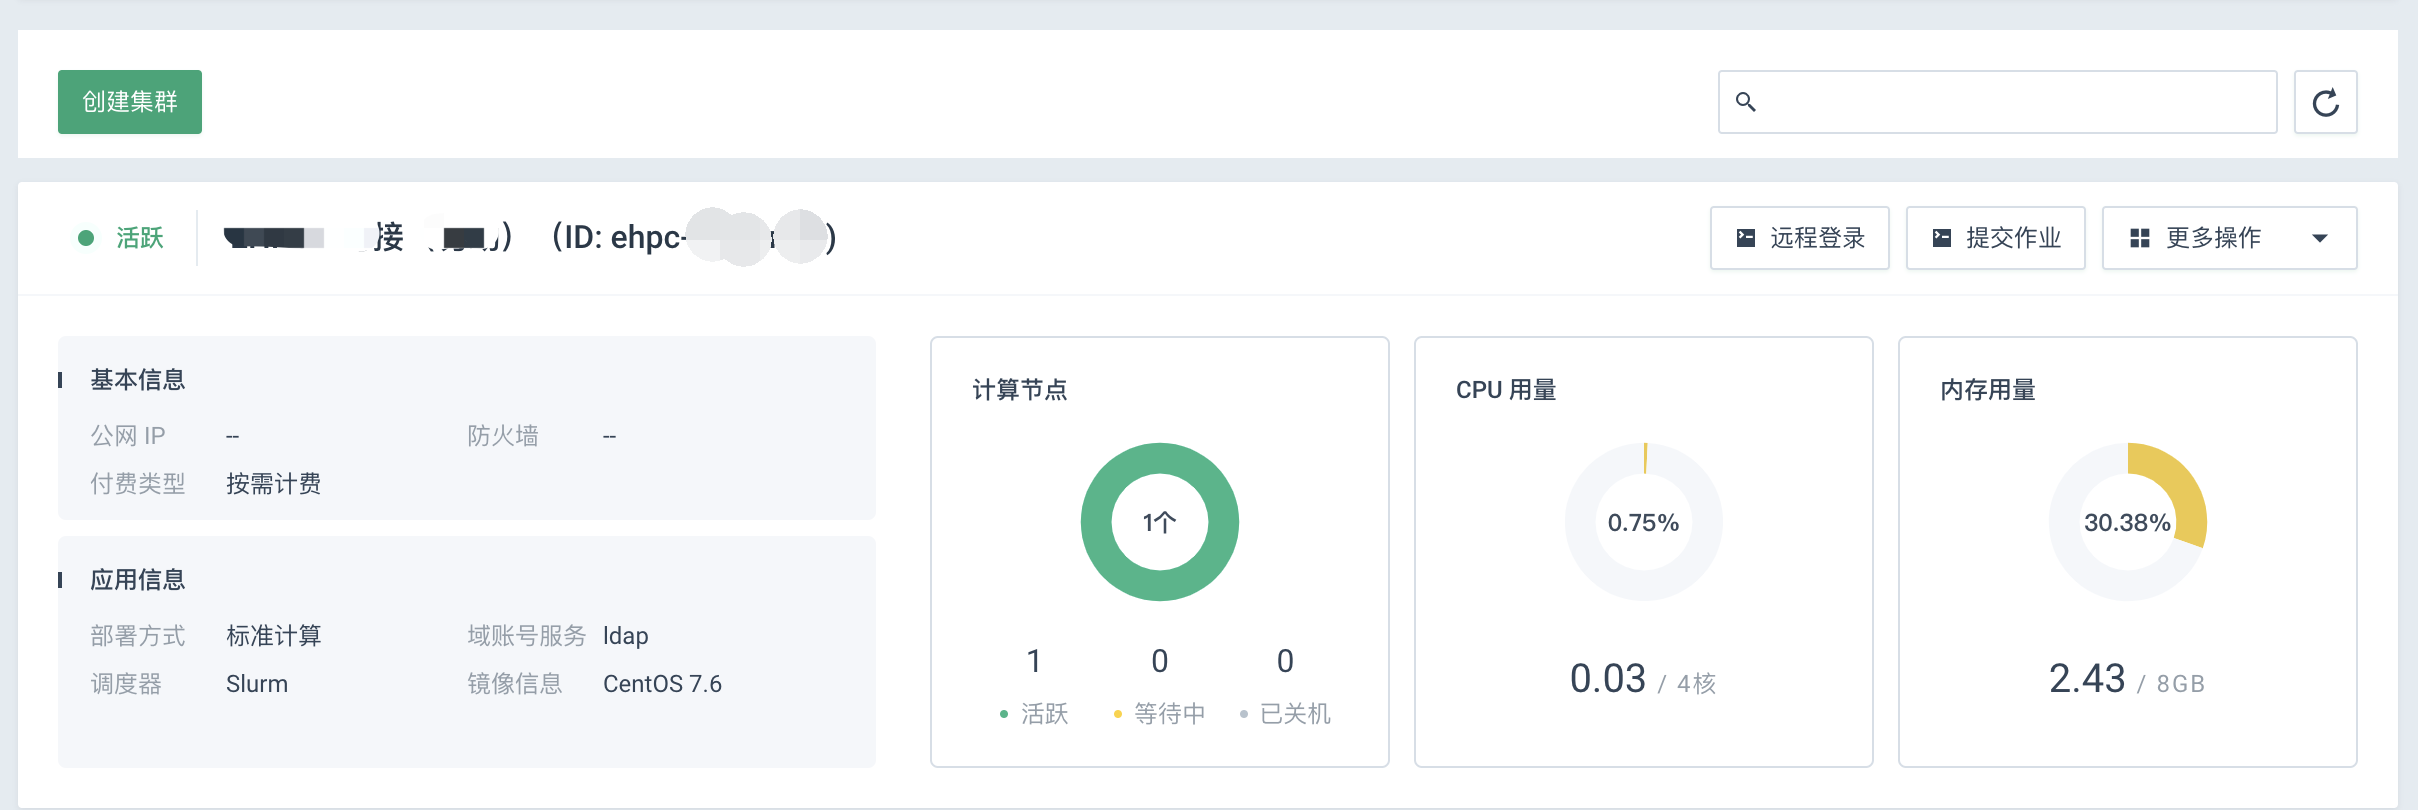 创建集群
活跃
接
(ID: ehpc-
远程登录
提交作业
更多操作
基本信息
公网 IP -- 防火墙 --
付费类型 按需计费
应用信息
部署方式 标准计算 域账号服务 ldap
调度器 Slurm 镜像信息 CentOS 7.6
计算节点
1个
1 0 0
活跃 等待中 已关机
CPU 用量
0.75%
0.03 / 4核
内存用量
30.38%
2.43 / 8GB